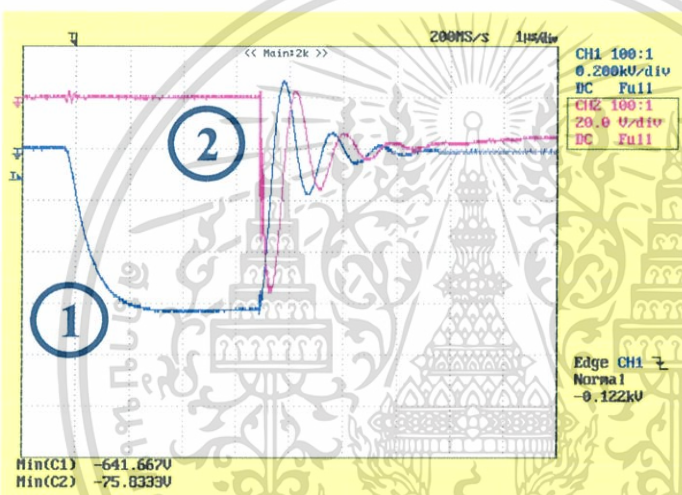 200MS/s 1µs/div
<< Main:2k >>
CH1 100:1
0.200kV/div
DC Full
CH2 100:1
20.0 V/div
DC Full
2
1
Edge CH1
Normal
-0.122kV
Min(C1) -641.667V
Min(C2) -75.8333V